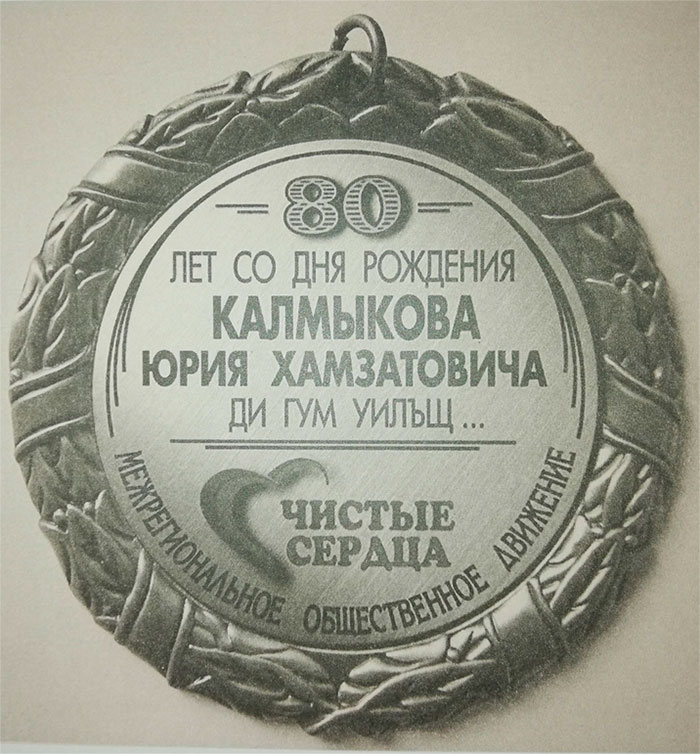 80
ЛЕТ СО ДНЯ РОЖДЕНИЯ
КАЛМЫКОВА
ЮРИЯ ХАМЗАТОВИЧА
ДИ ГУМ УИЛЪЩ...
ЧИСТЫЕ
СЕРДЦА
МЕЖРЕГИОНАЛЬНОЕ ОБЩЕСТВЕННОЕ ДВИЖЕНИЕ